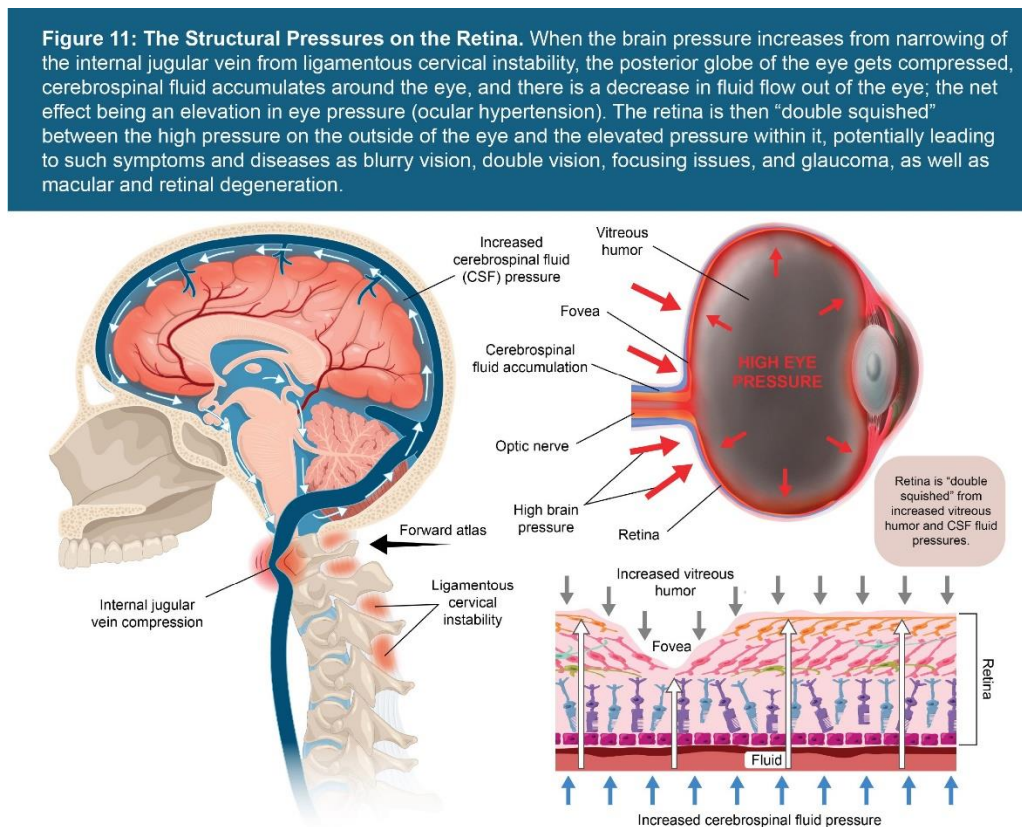 Figure 11: The Structural Pressures on the Retina. When the brain pressure increases from narrowing of
the internal jugular vein from ligamentous cervical instability, the posterior globe of the eye gets compressed,
cerebrospinal fluid accumulates around the eye, and there is a decrease in fluid flow out of the eye; the net
effect being an elevation in eye pressure (ocular hypertension). The retina is then “double squished”
between the high pressure on the outside of the eye and the elevated pressure within it, potentially leading
to such symptoms and diseases as blurry vision, double vision, focusing issues, and glaucoma, as well as
macular and retinal degeneration.
Increased
cerebrospinal fluid
(CSF) pressure
Forward atlas
Internal jugular
vein compression
Ligamentous
cervical
instability
Vitreous
humor
Fovea
Cerebrospinal
fluid accumulation
HIGH EYE
PRESSURE
Optic nerve
High brain
pressure
Retina
Retina is “double
squished” from
increased vitreous
humor and CSF fluid
pressures.
Increased vitreous
humor
Fovea
Retina
Fluid
Increased cerebrospinal fluid pressure